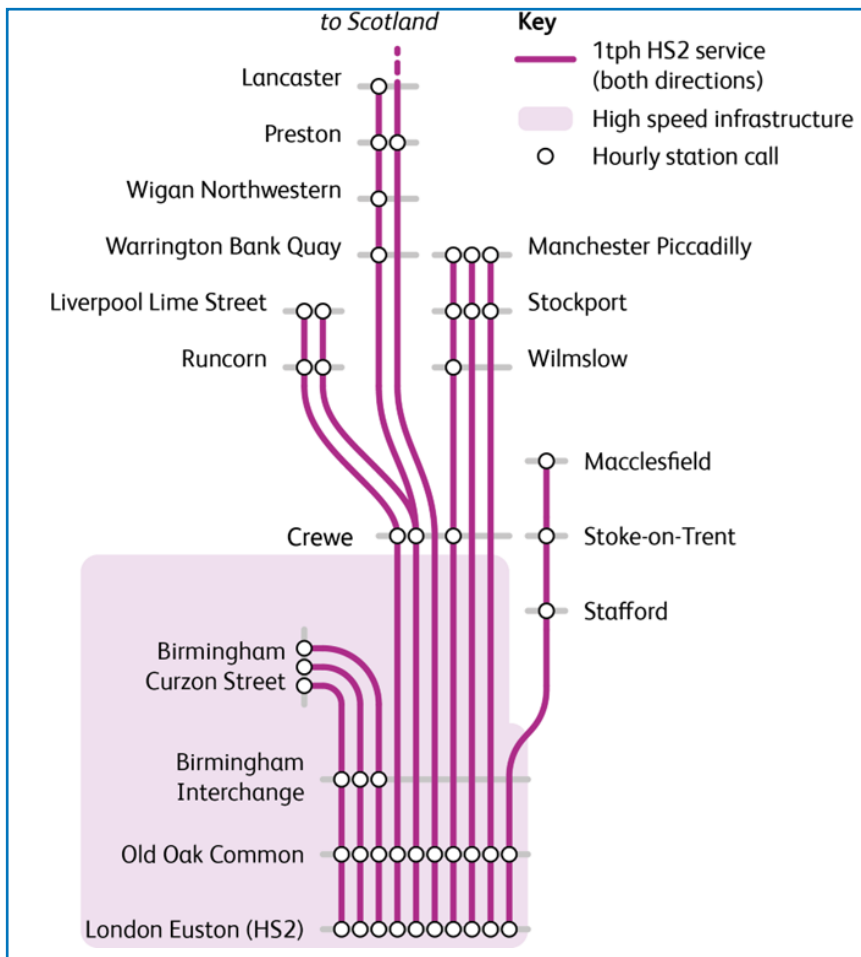 to Scotland
Key
1tph HS2 service
(both directions)
High speed infrastructure
Hourly station call
Lancaster
Preston
Wigan Northwestern
Warrington Bank Quay
Manchester Piccadilly
Liverpool Lime Street
Stockport
Runcorn
Wilmslow
Macclesfield
Crewe
Stoke-on-Trent
Stafford
Birmingham
Curzon Street
Birmingham
Interchange
Old Oak Common
London Euston (HS2)